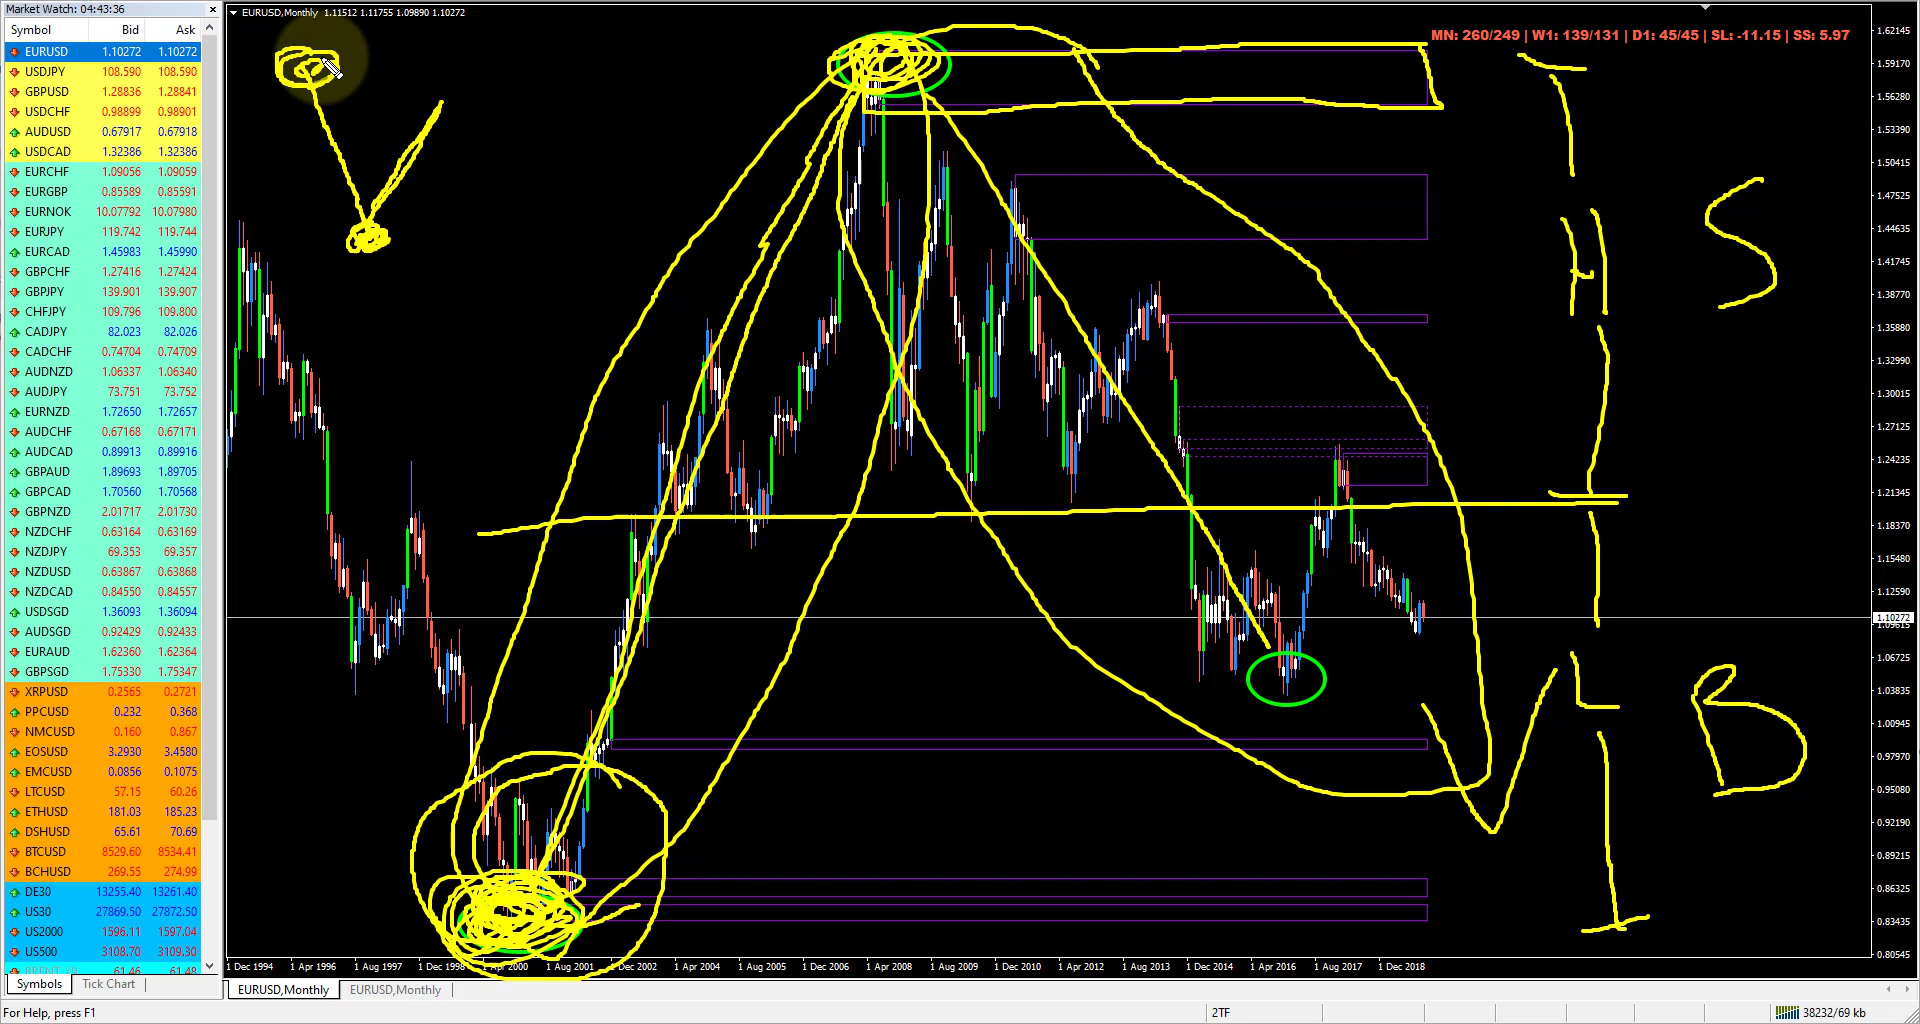 Market Watch: 04:43:36
Symbol Bid Ask
EURUSD 1.10272 1.10272
USDJPY 108.590 108.590
GBPUSD 1.28836 1.28841
USDCHF 0.98899 0.98901
AUDUSD 0.67917 0.67918
USDCAD 1.32386 1.32386
EURCHF 1.09056 1.09059
EURGBP 0.85589 0.85591
EURNOK 10.07792 10.07980
EURJPY 119.742 119.744
EURCAD 1.45983 1.45990
GBPCHF 1.27416 1.27424
GBPJPY 139.901 139.907
CHFJPY 109.796 109.800
CADJPY 82.023 82.026
CADCHF 0.74704 0.74709
AUDNZD 1.06337 1.06340
AUDJPY 73.751 73.752
EURNZD 1.72650 1.72657
AUDCHF 0.67168 0.67171
AUDCAD 0.89913 0.89916
GBPAUD 1.89693 1.89705
GBPCAD 1.70560 1.70568
GBPNZD 2.01717 2.01730
NZDCHF 0.63164 0.63169
NZDJPY 69.353 69.357
NZDUSD 0.63867 0.63868
NZDCAD 0.84550 0.84557
USDSGD 1.36093 1.36094
AUDSGD 0.92429 0.92433
EURAUD 1.62360 1.62364
GBPSGD 1.75330 1.75347
XRPUSD 0.2565 0.2721
PPCUSD 0.232 0.368
NMCUSD 0.160 0.867
EOSUSD 3.2930 3.4580
EMCUSD 0.0856 0.1075
LTCUSD 57.15 60.26
ETHUSD 181.03 185.23
DSHUSD 65.61 70.69
BTCUSD 8529.60 8534.41
BCHUSD 269.55 274.99
DE30 13255.40 13261.40
US30 27869.50 27872.50
US2000 1596.11 1597.04
US500 3108.70 3109.30
Symbols Tick Chart
EURUSD,Monthly 1.11512 1.11755 1.09890 1.10272
MN: 260/249 | W1: 139/131 | D1: 45/45 | SL: -11.15 | SS: 5.97
S
H
L
B
1.62145
1.59170
1.56280
1.53390
1.50415
1.47525
1.44635
1.41745
1.38770
1.35880
1.32990
1.30015
1.27125
1.24235
1.21345
1.18370
1.15480
1.12590
1.10272
1.09615
1.06725
1.03835
1.00945
0.97970
0.95080
0.92190
0.89215
0.86325
0.83435
0.80545
1 Dec 1994 1 Apr 1996 1 Aug 1997 1 Dec 1998 1 Apr 2000 1 Aug 2001 1 Dec 2002 1 Apr 2004 1 Aug 2005 1 Dec 2006 1 Apr 2008 1 Aug 2009 1 Dec 2010 1 Apr 2012 1 Aug 2013 1 Dec 2014 1 Apr 2016 1 Aug 2017 1 Dec 2018
EURUSD,Monthly EURUSD,Monthly
For Help, press F1 2TF 38232/69 kb